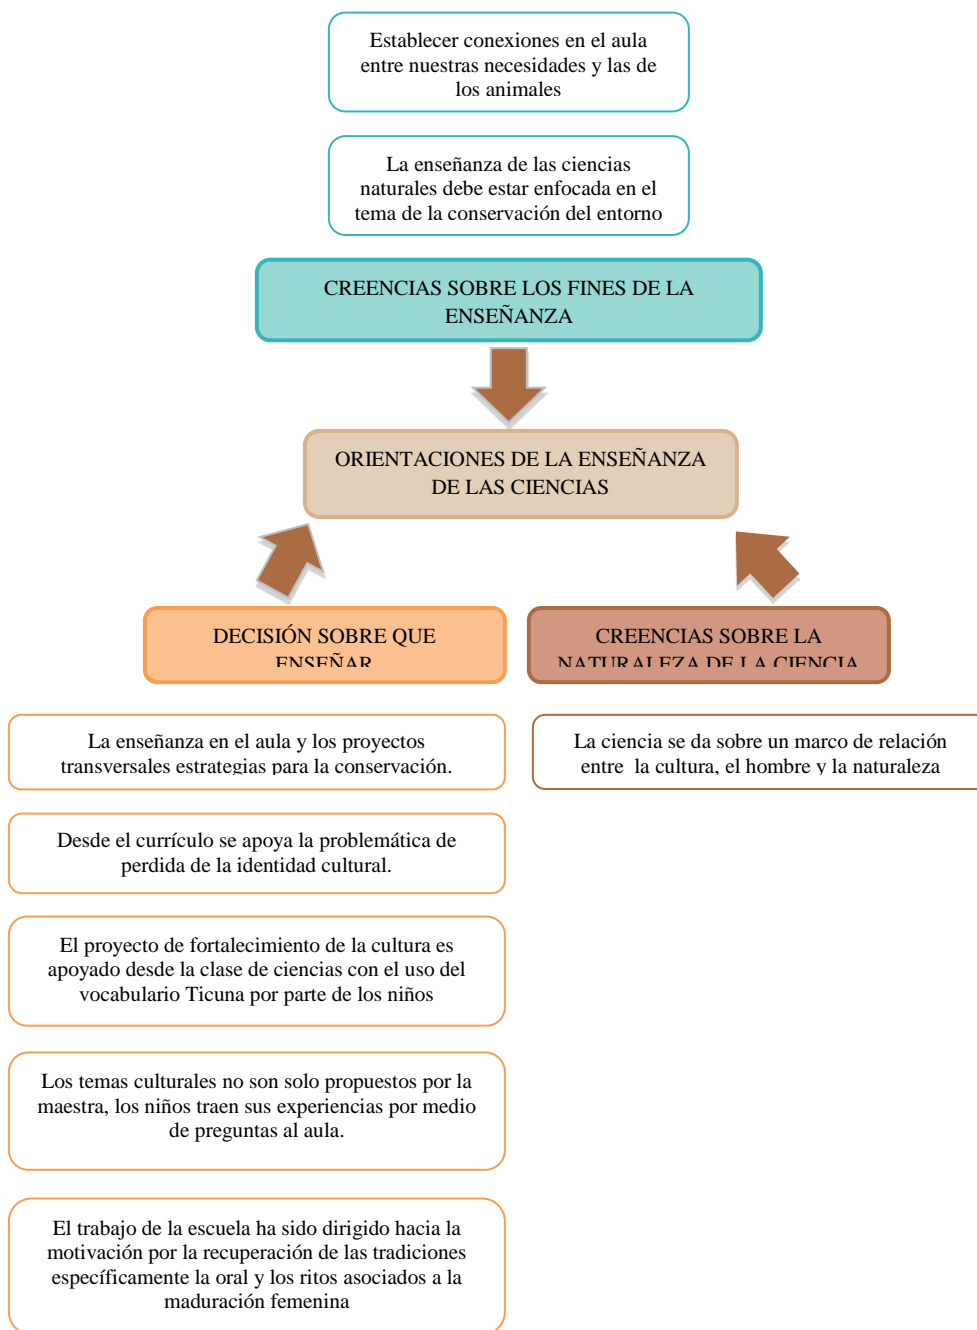 Establecer conexiones en el aula
entre nuestras necesidades y las de
los animales
La enseñanza de las ciencias
naturales debe estar enfocada en el
tema de la conservación del entorno
CREENCIAS SOBRE LOS FINES DE LA
ENSEÑANZA
ORIENTACIONES DE LA ENSEÑANZA
DE LAS CIENCIAS
DECISIÓN SOBRE QUE
ENSEÑAR
CREENCIAS SOBRE LA
NATURALEZA DE LA CIENCIA
La enseñanza en el aula y los proyectos
transversales estrategias para la conservación.
La ciencia se da sobre un marco de relación
entre la cultura, el hombre y la naturaleza
Desde el currículo se apoya la problemática de
perdida de la identidad cultural.
El proyecto de fortalecimiento de la cultura es
apoyado desde la clase de ciencias con el uso del
vocabulario Ticuna por parte de los niños
Los temas culturales no son solo propuestos por la
maestra, los niños traen sus experiencias por medio
de preguntas al aula.
El trabajo de la escuela ha sido dirigido hacia la
motivación por la recuperación de las tradiciones
específicamente la oral y los ritos asociados a la
maduración femenina